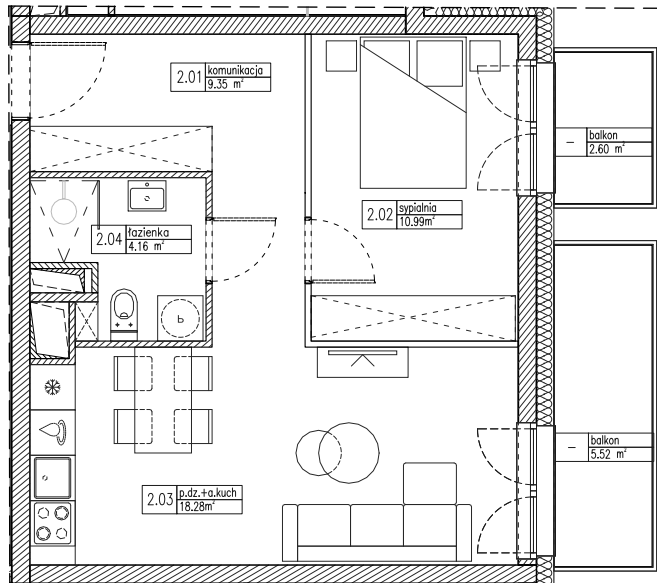 2.01 komunikacja
9.35 m²
balkon
2.60 m²
2.02 sypialnia
10.99m²
2.04 łazienka
4.16 m²
b
balkon
5.52 m²
2.03 p.dz.+a.kuch
18.28m²